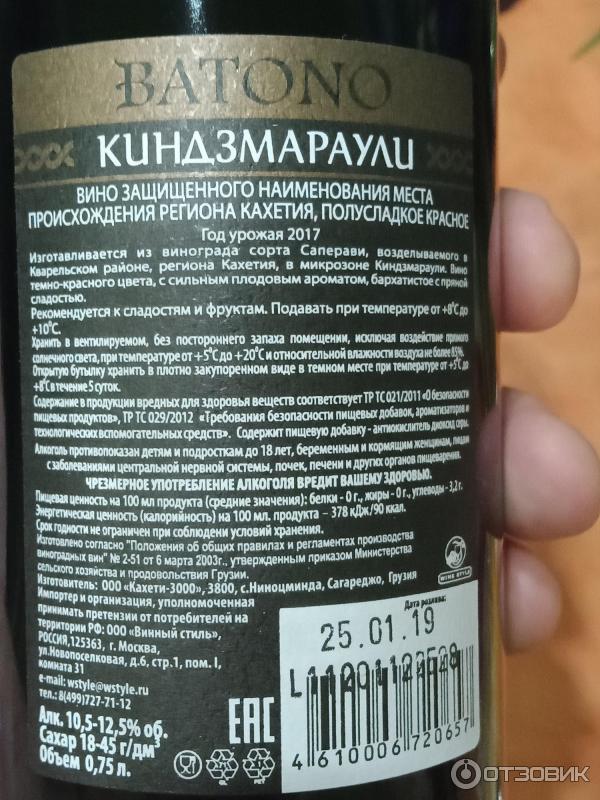 BATONO
КИНДЗМАРАУЛИ
ВИНО ЗАЩИЩЕННОГО НАИМЕНОВАНИЯ МЕСТА
ПРОИСХОЖДЕНИЯ РЕГИОНА КАХЕТИЯ, ПОЛУСЛАДКОЕ КРАСНОЕ
Год урожая 2017
Изготавливается из винограда сорта Саперави, возделываемого в
Кварельском районе, региона Кахетия, в микрозоне Киндзмараули. Вино
темно-красного цвета, с сильным плодовым ароматом, бархатистое с пряной
сладостью.
Рекомендуется к сладостям и фруктам. Подавать при температуре от +8°С до
+10°С.
Хранить в вентилируемом, без постороннего запаха помещении, исключая воздействие прямого
солнечного света, при температуре от +5°С до +20°С и относительной влажности воздуха не более 85%.
Открытую бутылку хранить в плотно закупоренном виде в темном месте при температуре от +5°С до
+8°С в течение 5 суток.
Содержание в продукции вредных для здоровья веществ соответствует ТР ТС 021/2011 «О безопасности
пищевых продуктов», ТР ТС 029/2012 «Требования безопасности пищевых добавок, ароматизаторов и
технологических вспомогательных средств». Содержит пищевую добавку - антиокислитель диоксид серы.
Алкоголь противопоказан детям и подросткам до 18 лет, беременным и кормящим женщинам, лицам
с заболеваниями центральной нервной системы, почек, печени и других органов пищеварения.
ЧРЕЗМЕРНОЕ УПОТРЕБЛЕНИЕ АЛКОГОЛЯ ВРЕДИТ ВАШЕМУ ЗДОРОВЬЮ.
Пищевая ценность на 100 мл продукта (средние значения): белки - 0 г., жиры - 0 г., углеводы - 3,2 г.
Энергетическая ценность (калорийность) на 100 мл. продукта – 378 кДж/90 ккал.
Срок годности не ограничен при соблюдени условий хранения.
Изготовлено согласно "Положения об общих правилах и регламентах производства
виноградных вин" № 2-51 от 6 марта 2003г., утвержденным приказом Министерства
сельского хозяйства и продовольствия Грузии.
Изготовитель: ООО «Кахети-3000», 3800, с.Ниноцминда, Сагареджо, Грузия
Импортер и организация, уполномоченная
принимать претензии от потребителей на
территории РФ: ООО «Винный стиль»,
РОССИЯ,125363, г. Москва,
ул.Новопоселковая, д.6, стр.1, пом. I,
комната 31
e-mail: wstyle@wstyle.ru
тел.: 8(499)727-71-12
Алк. 10,5-12,5% об.
Сахар 18-45 г/дм³
Объем 0,75 л.
EAC
GL
PET
WINE STYLE
Дата розлива:
25.01.19
4 610006 720657
ОТЗОВИК